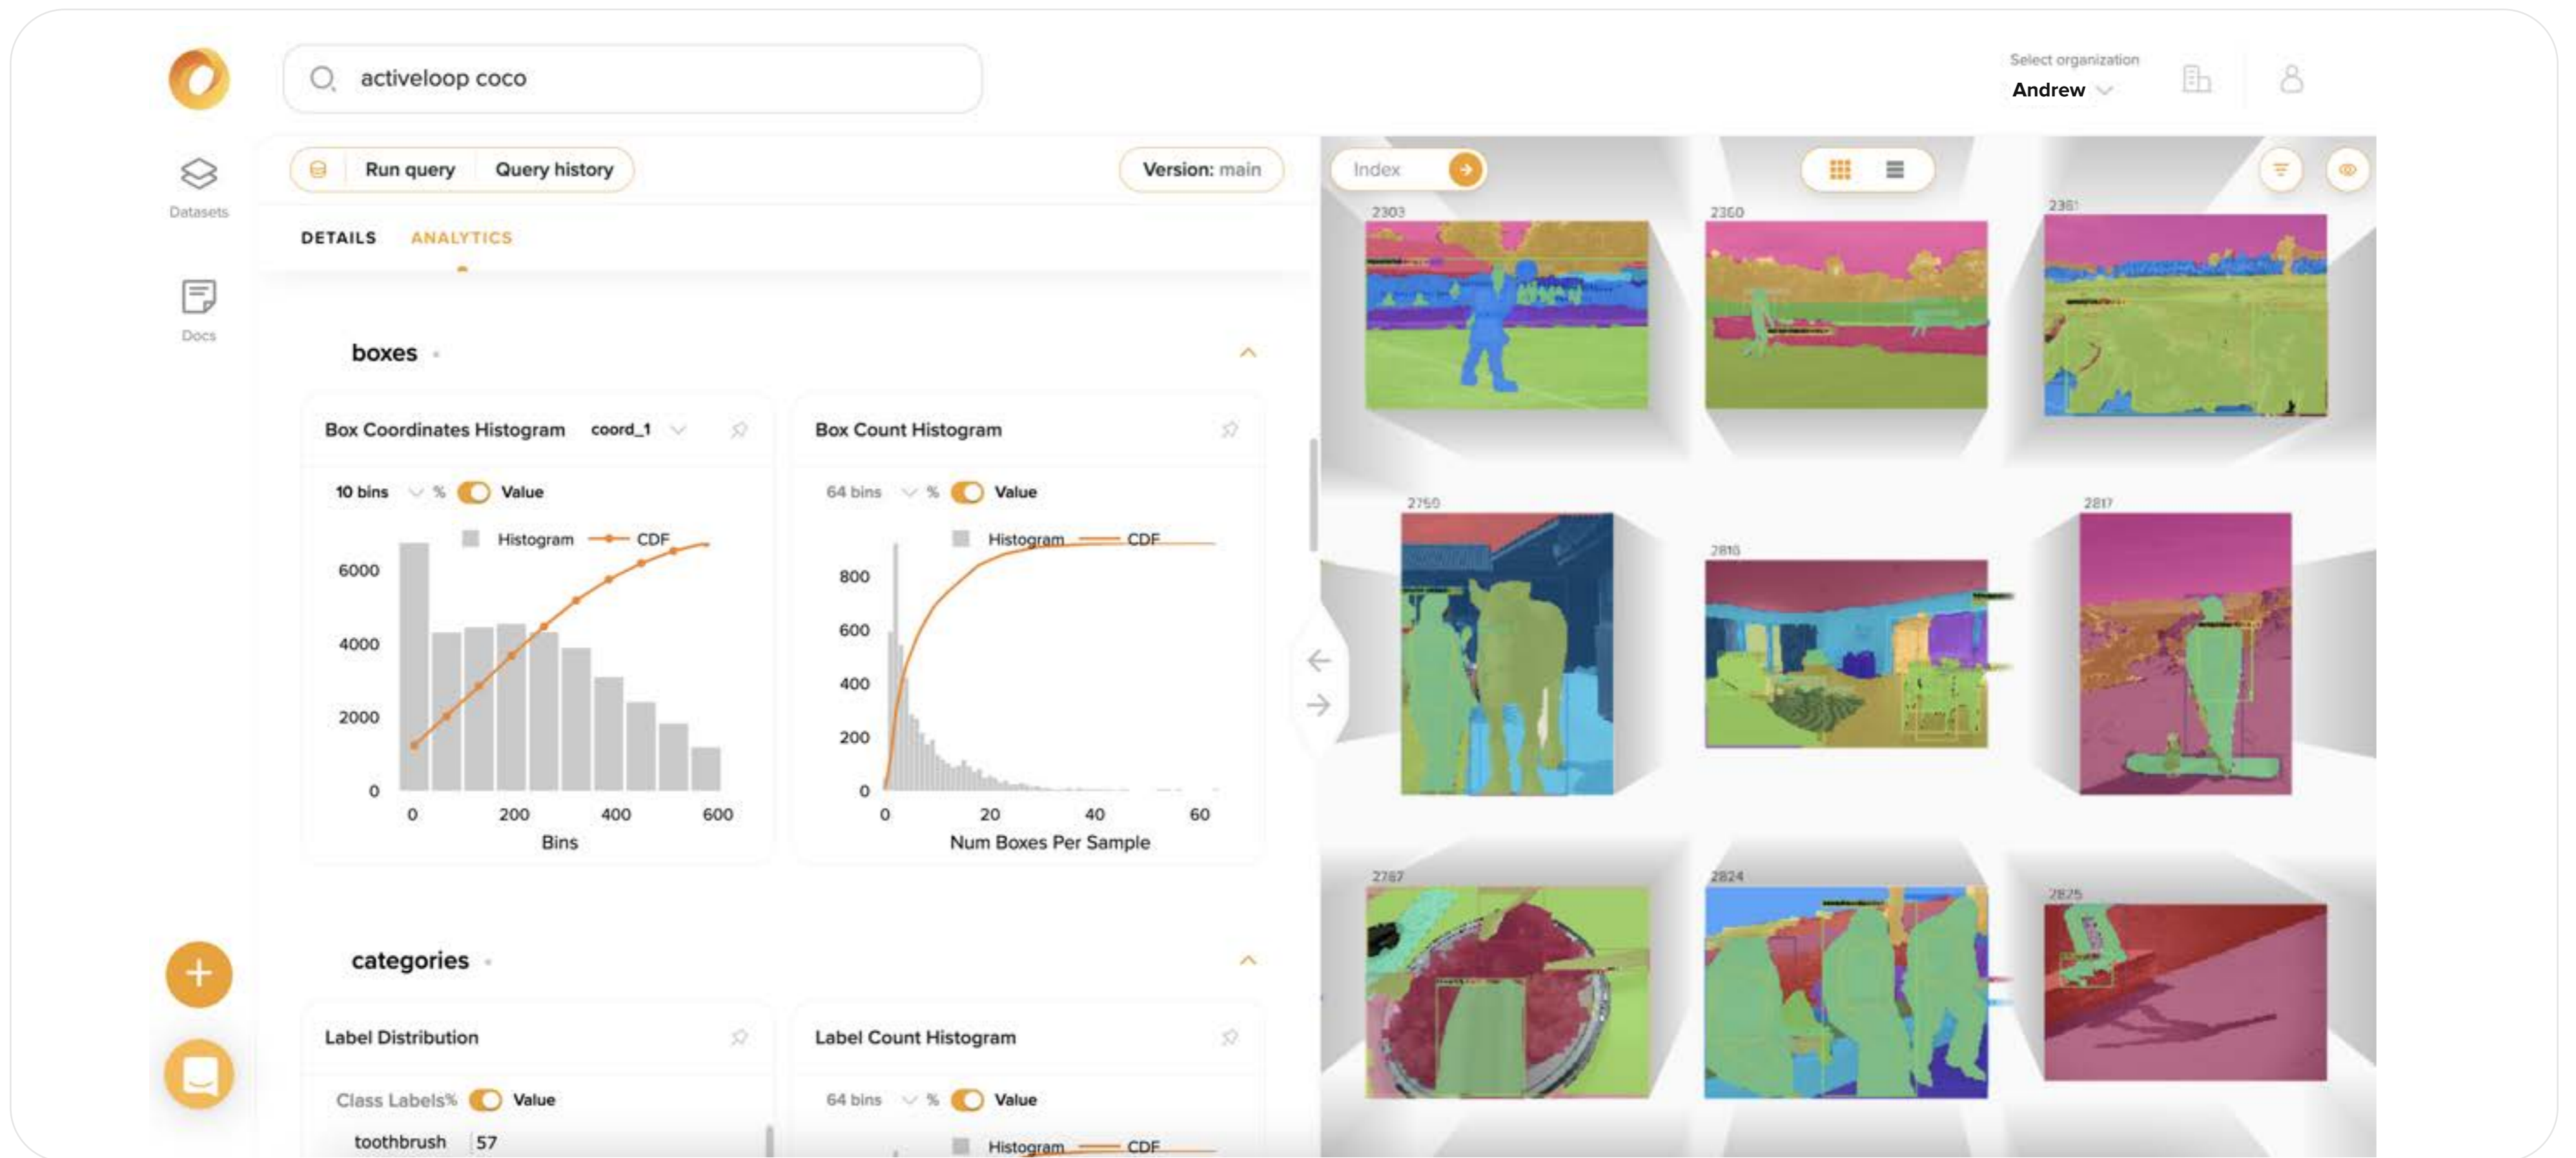 activeloop coco
Select organization
Andrew
Datasets
Docs
Run query
Query history
Version: main
DETAILS
ANALYTICS
boxes
Box Coordinates Histogram
coord_1
10 bins
%
Value
Histogram
CDF
6000
4000
2000
0
0 200 400 600
Bins
Box Count Histogram
64 bins
%
Value
Histogram
CDF
800
600
400
200
0
0 20 40 60
Num Boxes Per Sample
categories
Label Distribution
Class Labels%
Value
toothbrush 57
Label Count Histogram
64 bins
%
Value
Histogram
CDF
Index
2303
2360
2361
2759
2816
2817
2787
2824
2825